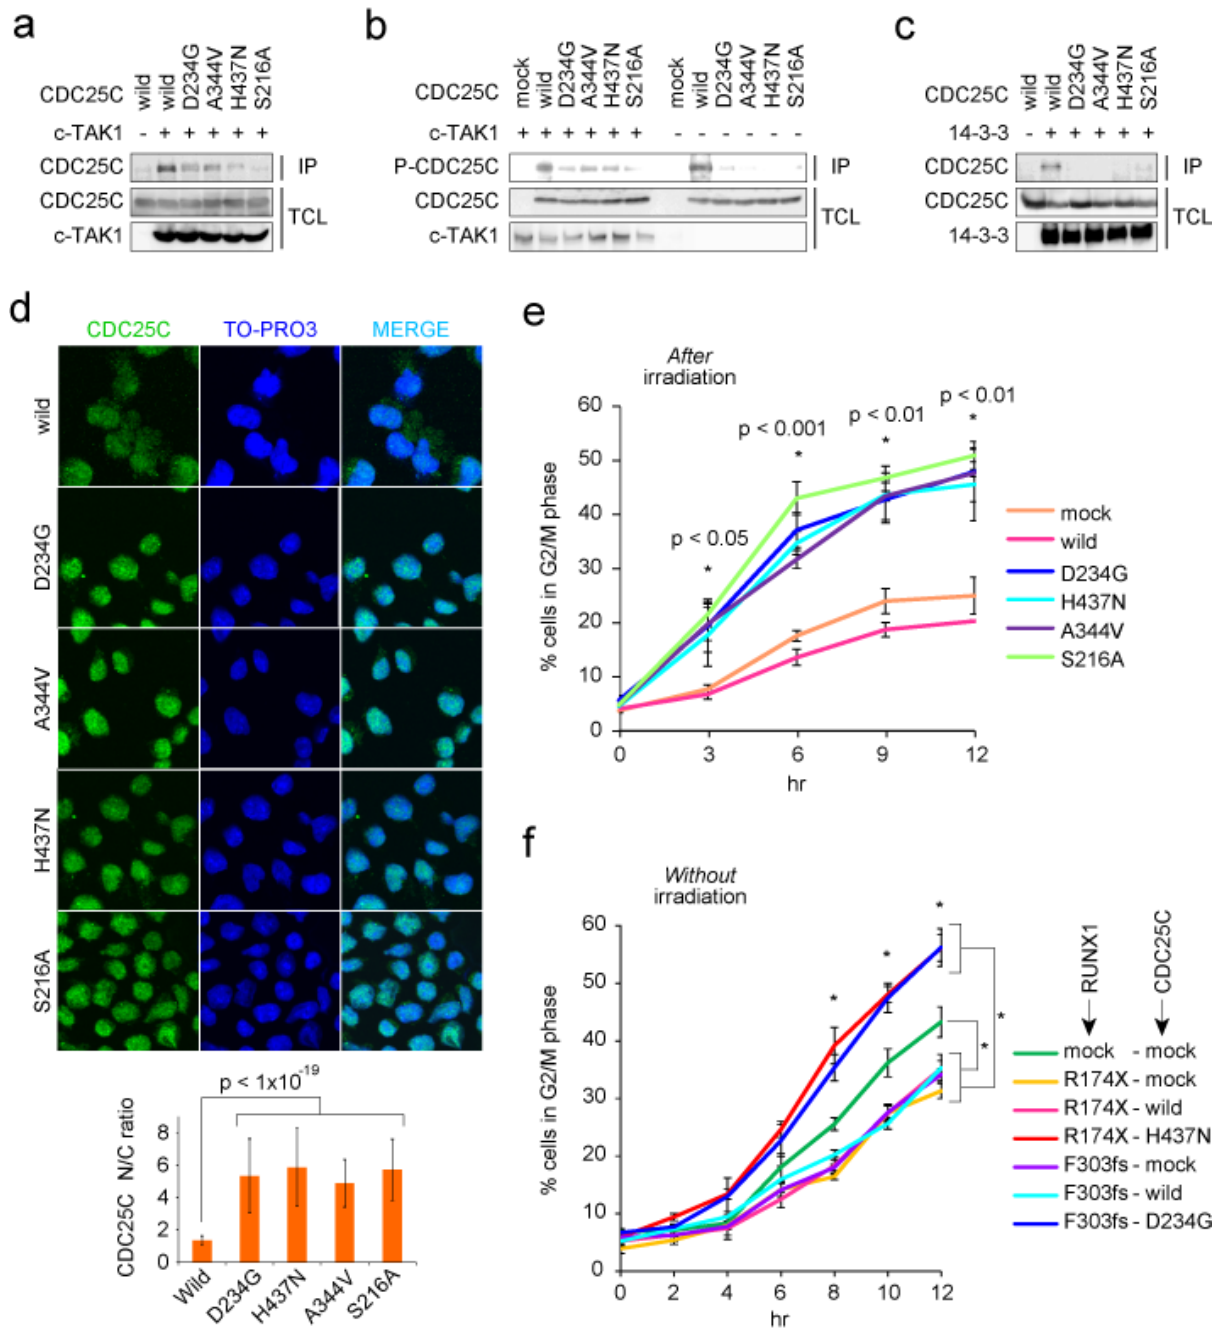 a
CDC25C wild wild D234G A344V H437N S216A
c-TAK1 - + + + + +
CDC25C IP
CDC25C TCL
c-TAK1
b
CDC25C mock wild D234G A344V H437N S216A mock wild D234G A344V H437N S216A
c-TAK1 + + + + + + - - - - - -
P-CDC25C IP
CDC25C TCL
c-TAK1
c
CDC25C wild wild D234G A344V H437N S216A
14-3-3 - + + + + +
CDC25C IP
CDC25C TCL
14-3-3
d
CDC25C TO-PRO3 MERGE
wild
D234G
A344V
H437N
S216A
p < 1x10-19
CDC25C N/C ratio
8
6
4
2
0
Wild D234G H437N A344V S216A
e
After
irradiation
% cells in G2/M phase
60
50
40
30
20
10
0
p < 0.05
p < 0.001
p < 0.01
p < 0.01
* * * *
0 3 6 9 12
hr
mock
wild
D234G
H437N
A344V
S216A
f
Without
irradiation
% cells in G2/M phase
60
50
40
30
20
10
0
* * *
* *
0 2 4 6 8 10 12
hr
RUNX1 CDC25C
mock - mock
R174X - mock
R174X - wild
R174X - H437N
F303fs - mock
F303fs - wild
F303fs - D234G